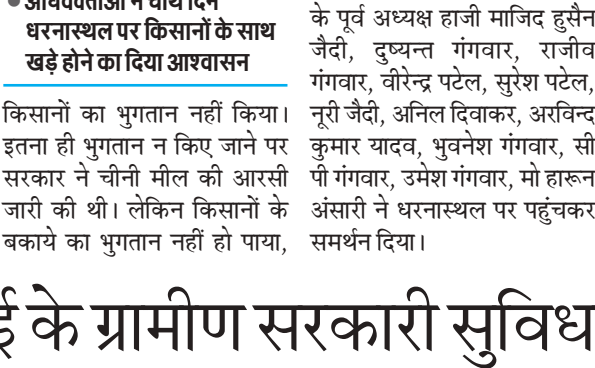 अधिवक्ताओं ने चौथे दिन
धरनास्थल पर किसानों के साथ
खड़े होने का दिया आश्वासन
किसानों का भुगतान नहीं किया।
इतना ही भुगतान न किए जाने पर
सरकार ने चीनी मील की आरसी
जारी की थी। लेकिन किसानों के
बकाये का भुगतान नहीं हो पाया,
के पूर्व अध्यक्ष हाजी माजिद हुसैन
जैदी, दुष्यन्त गंगवार, राजीव
गंगवार, वीरेन्द्र पटेल, सुरेश पटेल,
नूरी जैदी, अनिल दिवाकर, अरविन्द
कुमार यादव, भुवनेश गंगवार, सी
पी गंगवार, उमेश गंगवार, मो हारून
अंसारी ने धरनास्थल पर पहुंचकर
समर्थन दिया।
ई के ग्रामीण सरकारी सुविध